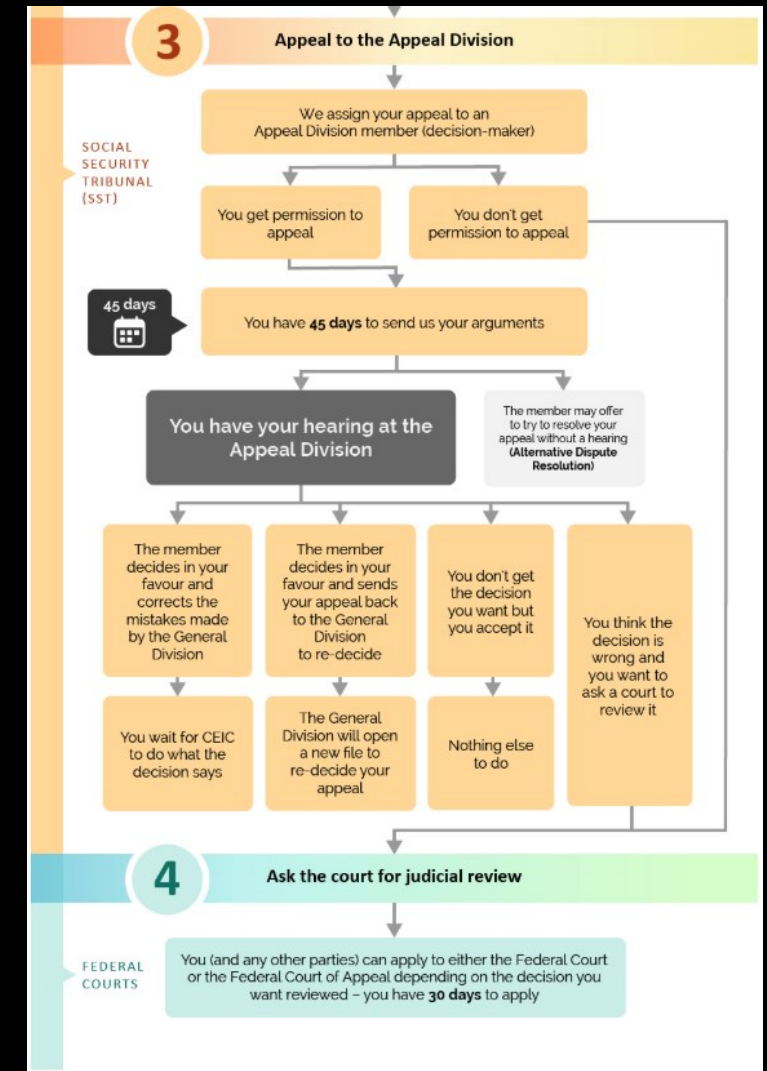 3
Appeal to the Appeal Division
We assign your appeal to an
Appeal Division member (decision-maker)
SOCIAL
SECURITY
TRIBUNAL
(SST)
You get permission to
appeal
You don't get
permission to appeal
45 days
You have 45 days to send us your arguments
You have your hearing at the
Appeal Division
The member may offer
to try to resolve your
appeal without a hearing
(Alternative Dispute
Resolution)
The member
decides in your
favour and
corrects the
mistakes made
by the General
Division
The member
decides in your
favour and sends
your appeal back
to the General
Division
to re-decide
You don't get
the decision
you want but
you accept it
You think the
decision is
wrong and
you want to
ask a court to
review it
You wait for CEIC
to do what the
decision says
The General
Division will open
a new file to
re-decide your
appeal
Nothing else
to do
4
Ask the court for judicial review
FEDERAL
COURTS
You (and any other parties) can apply to either the Federal Court
or the Federal Court of Appeal depending on the decision you
want reviewed – you have 30 days to apply